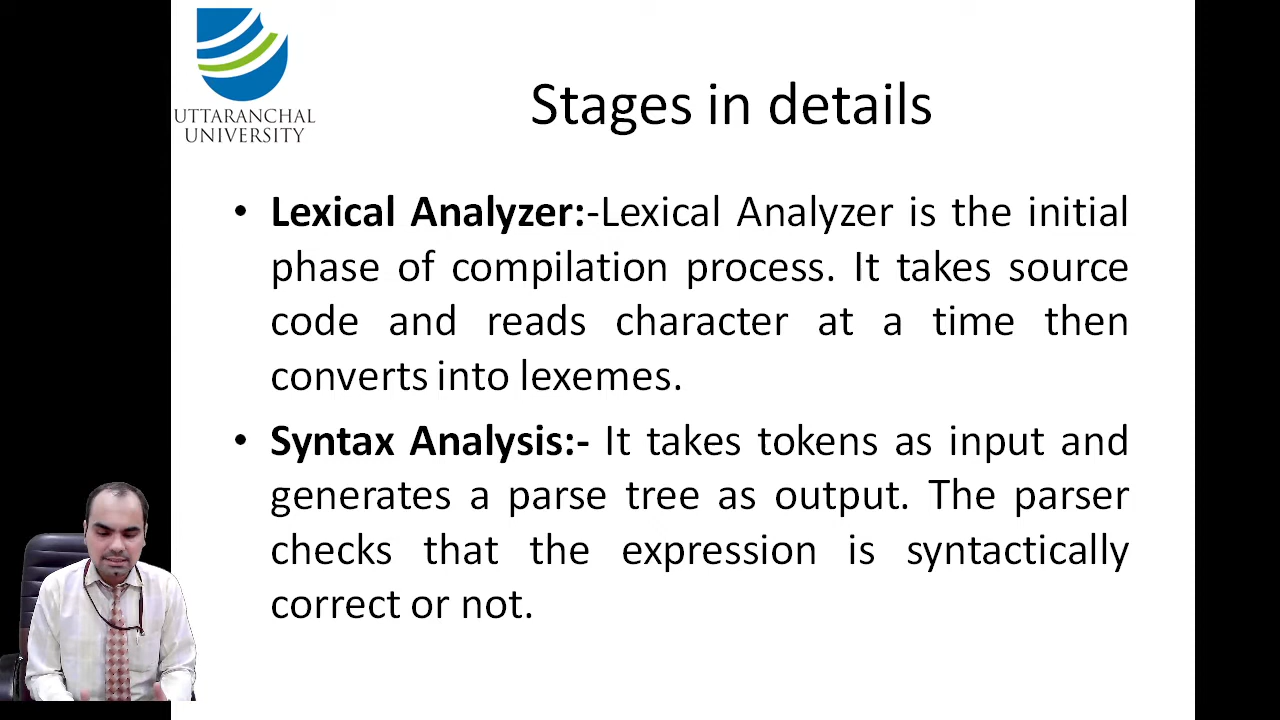 UTTARANCHAL
UNIVERSITY
Stages in details
• Lexical Analyzer:-Lexical Analyzer is the initial
phase of compilation process. It takes source
code and reads character at a time then
converts into lexemes.
• Syntax Analysis:- It takes tokens as input and
generates a parse tree as output. The parser
checks that the expression is syntactically
correct or not.